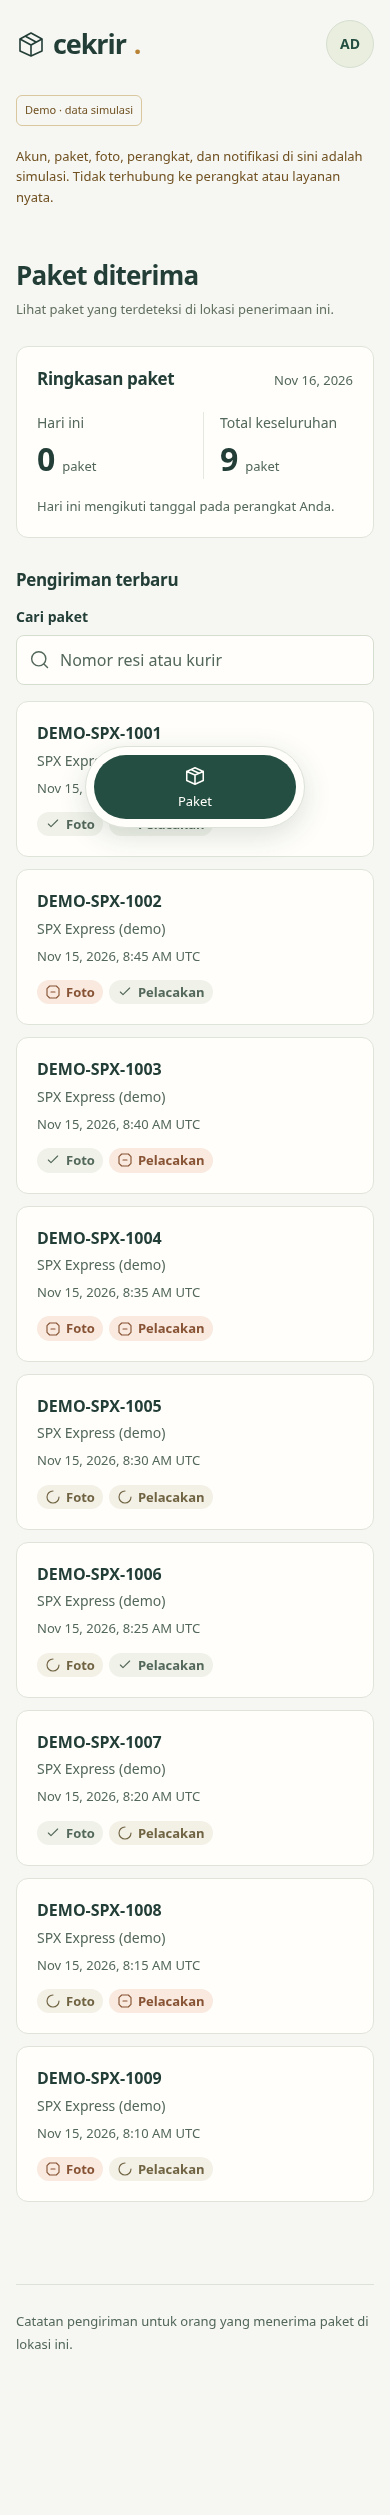 cekrir.
AD
Demo · data simulasi
Akun, paket, foto, perangkat, dan notifikasi di sini adalah
simulasi. Tidak terhubung ke perangkat atau layanan
nyata.
Paket diterima
Lihat paket yang terdeteksi di lokasi penerimaan ini.
Ringkasan paket
Nov 16, 2026
Hari ini
0 paket
Total keseluruhan
9 paket
Hari ini mengikuti tanggal pada perangkat Anda.
Pengiriman terbaru
Cari paket
Nomor resi atau kurir
DEMO-SPX-1001
SPX Expre
Nov 15,
Foto
Paket
DEMO-SPX-1002
SPX Express (demo)
Nov 15, 2026, 8:45 AM UTC
Foto Pelacakan
DEMO-SPX-1003
SPX Express (demo)
Nov 15, 2026, 8:40 AM UTC
Foto Pelacakan
DEMO-SPX-1004
SPX Express (demo)
Nov 15, 2026, 8:35 AM UTC
Foto Pelacakan
DEMO-SPX-1005
SPX Express (demo)
Nov 15, 2026, 8:30 AM UTC
Foto Pelacakan
DEMO-SPX-1006
SPX Express (demo)
Nov 15, 2026, 8:25 AM UTC
Foto Pelacakan
DEMO-SPX-1007
SPX Express (demo)
Nov 15, 2026, 8:20 AM UTC
Foto Pelacakan
DEMO-SPX-1008
SPX Express (demo)
Nov 15, 2026, 8:15 AM UTC
Foto Pelacakan
DEMO-SPX-1009
SPX Express (demo)
Nov 15, 2026, 8:10 AM UTC
Foto Pelacakan
Catatan pengiriman untuk orang yang menerima paket di
lokasi ini.